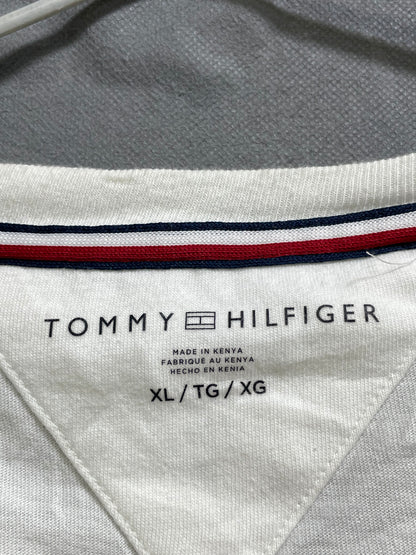 TOMMY HILFIGER
MADE IN KENYA
FABRIQUÉ AU KENYA
HECHO EN KENIA
XL / TG / XG